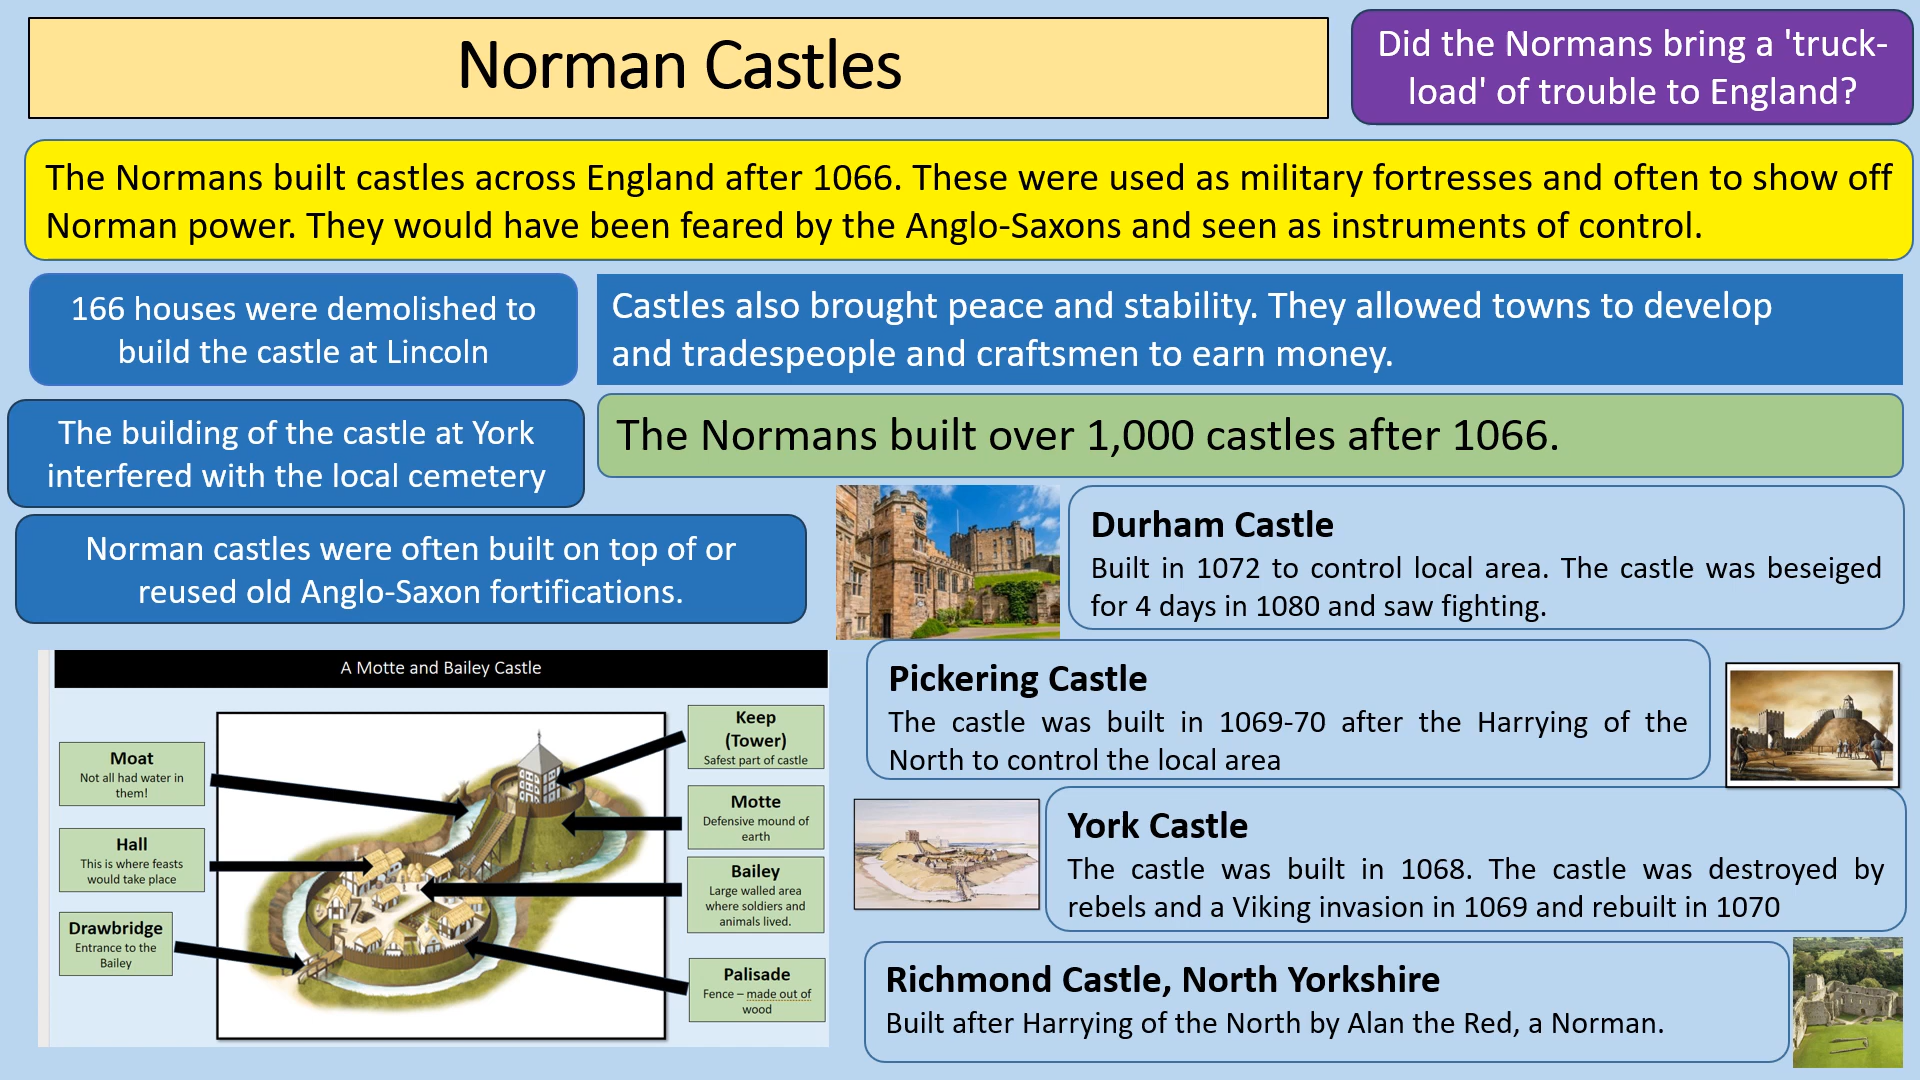 Norman Castles
Did the Normans bring a 'truck-
load' of trouble to England?
The Normans built castles across England after 1066. These were used as military fortresses and often to show off
Norman power. They would have been feared by the Anglo-Saxons and seen as instruments of control.
166 houses were demolished to
build the castle at Lincoln
Castles also brought peace and stability. They allowed towns to develop
and tradespeople and craftsmen to earn money.
The building of the castle at York
interfered with the local cemetery
The Normans built over 1,000 castles after 1066.
Norman castles were often built on top of or
reused old Anglo-Saxon fortifications.
Durham Castle
Built in 1072 to control local area. The castle was beseiged
for 4 days in 1080 and saw fighting.
Pickering Castle
The castle was built in 1069-70 after the Harrying of the
North to control the local area
York Castle
The castle was built in 1068. The castle was destroyed by
rebels and a Viking invasion in 1069 and rebuilt in 1070
Richmond Castle, North Yorkshire
Built after Harrying of the North by Alan the Red, a Norman.
A Motte and Bailey Castle
Moat
Not all had water in
them!
Hall
This is where feasts
would take place
Drawbridge
Entrance to the
Bailey
Keep
(Tower)
Safest part of castle
Motte
Defensive mound of
earth
Bailey
Large walled area
where soldiers and
animals lived.
Palisade
Fence – made out of
wood